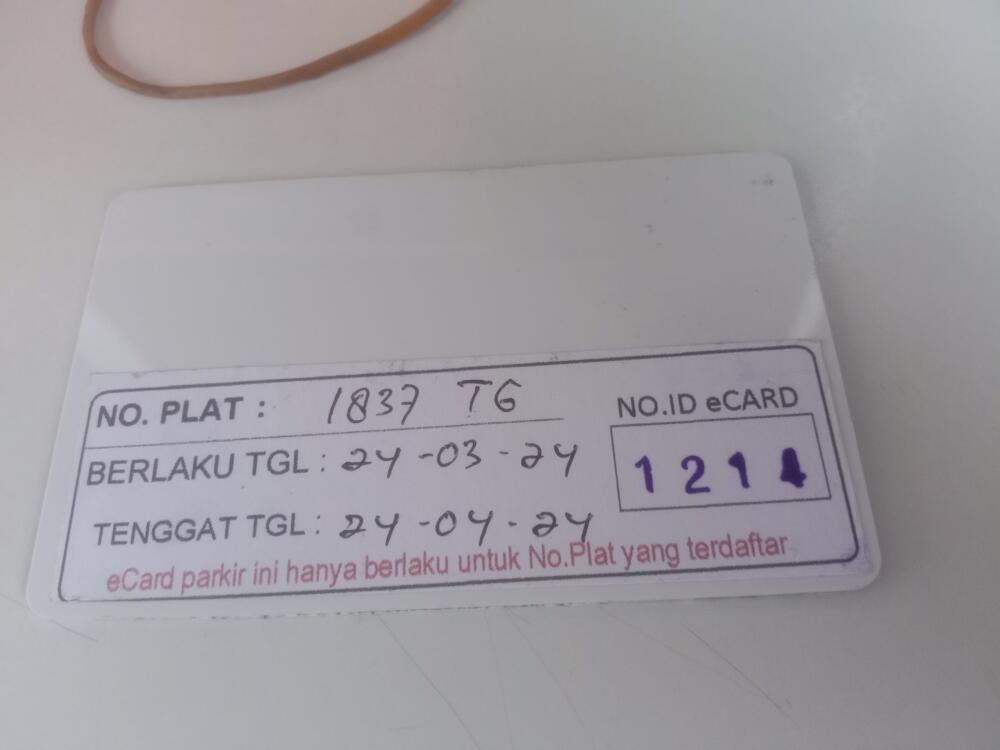 NO. PLAT : 1837 TG
BERLAKU TGL : 24-03-24
TENGGAT TGL : 24-04-24
NO.ID eCARD
1214
eCard parkir ini hanya berlaku untuk No.Plat yang terdaftar